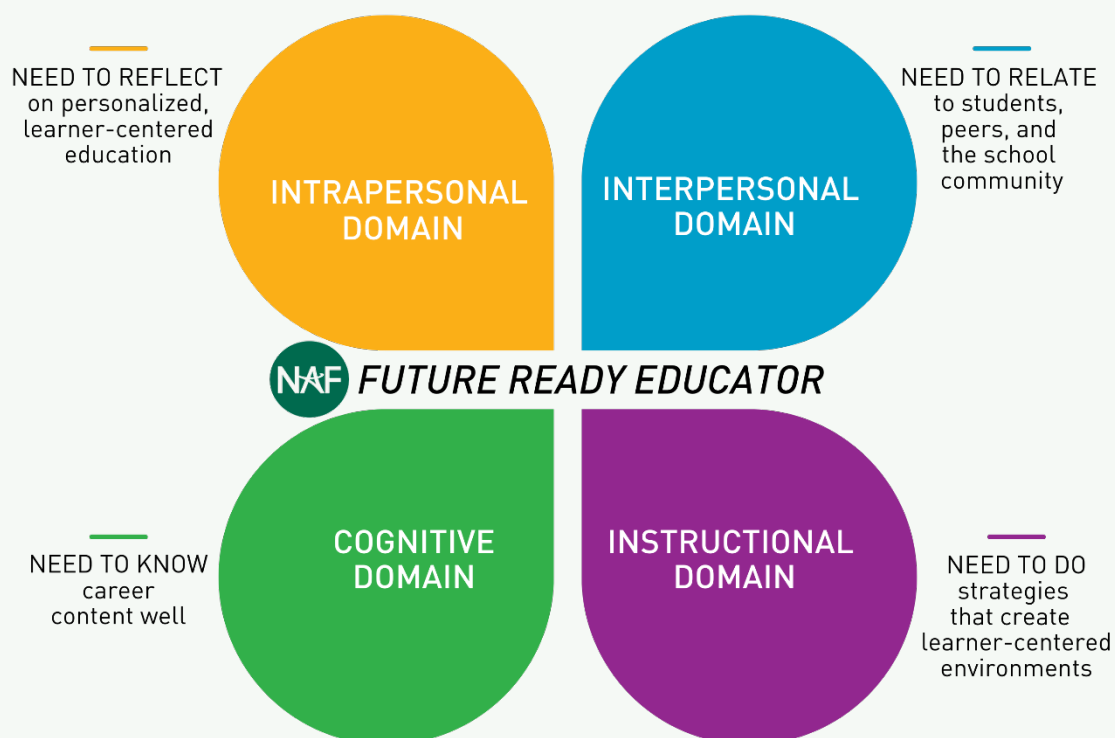 NEED TO REFLECT
on personalized,
learner-centered
education
INTRAPERSONAL
DOMAIN
INTERPERSONAL
DOMAIN
NEED TO RELATE
to students,
peers, and
the school
community
NAF FUTURE READY EDUCATOR
NEED TO KNOW
career
content well
COGNITIVE
DOMAIN
INSTRUCTIONAL
DOMAIN
NEED TO DO
strategies
that create
learner-centered
environments